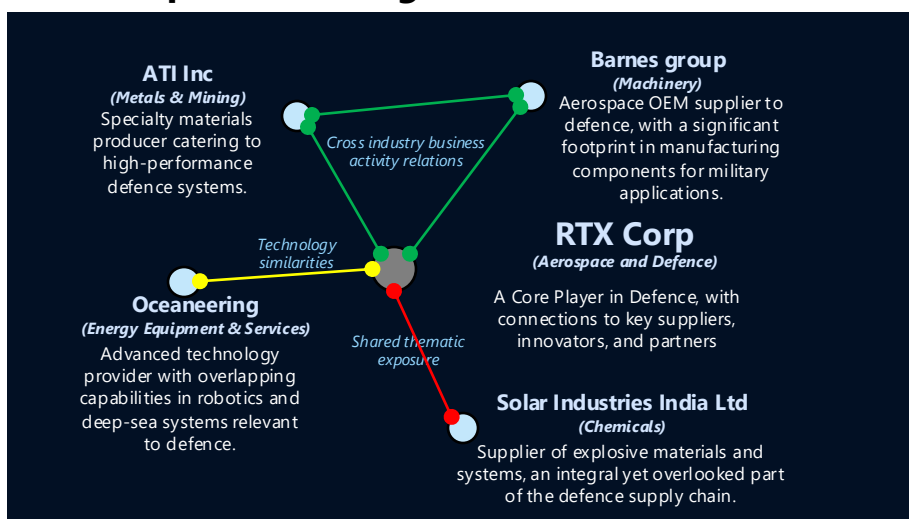 ATI Inc
(Metals & Mining)
Specialty materials
producer catering to
high-performance
defence systems.
Barnes group
(Machinery)
Aerospace OEM supplier to
defence, with a significant
footprint in manufacturing
components for military
applications.
Cross industry business
activity relations
RTX Corp
(Aerospace and Defence)
A Core Player in Defence, with
connections to key suppliers,
innovators, and partners
Technology
similarities
Oceaneering
(Energy Equipment & Services)
Advanced technology
provider with overlapping
capabilities in robotics and
deep-sea systems relevant
to defence.
Shared thematic
exposure
Solar Industries India Ltd
(Chemicals)
Supplier of explosive materials and
systems, an integral yet overlooked part
of the defence supply chain.